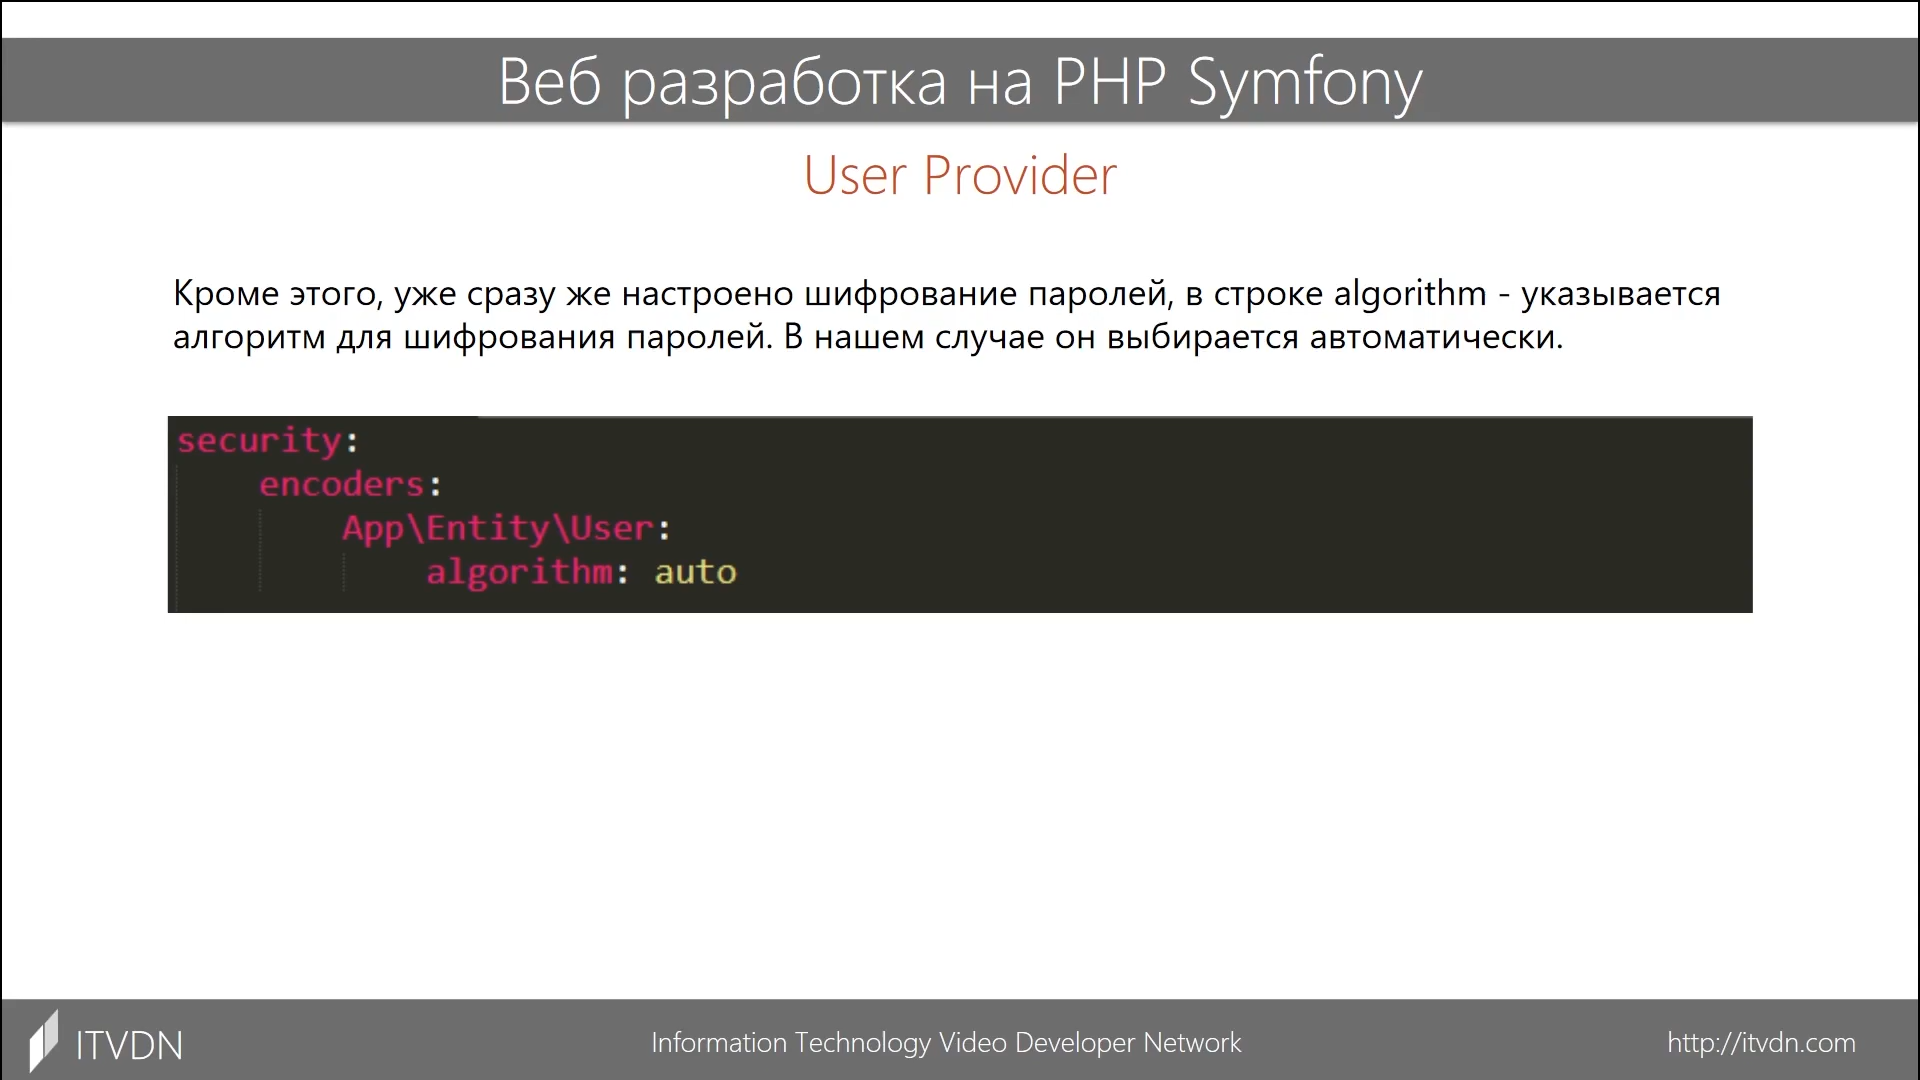 Веб разработка на PHP Symfony
User Provider
Кроме этого, уже сразу же настроено шифрование паролей, в строке algorithm - указывается
алгоритм для шифрования паролей. В нашем случае он выбирается автоматически.
security:
    encoders:
        App\Entity\User:
            algorithm: auto
ITVDN
Information Technology Video Developer Network
http://itvdn.com